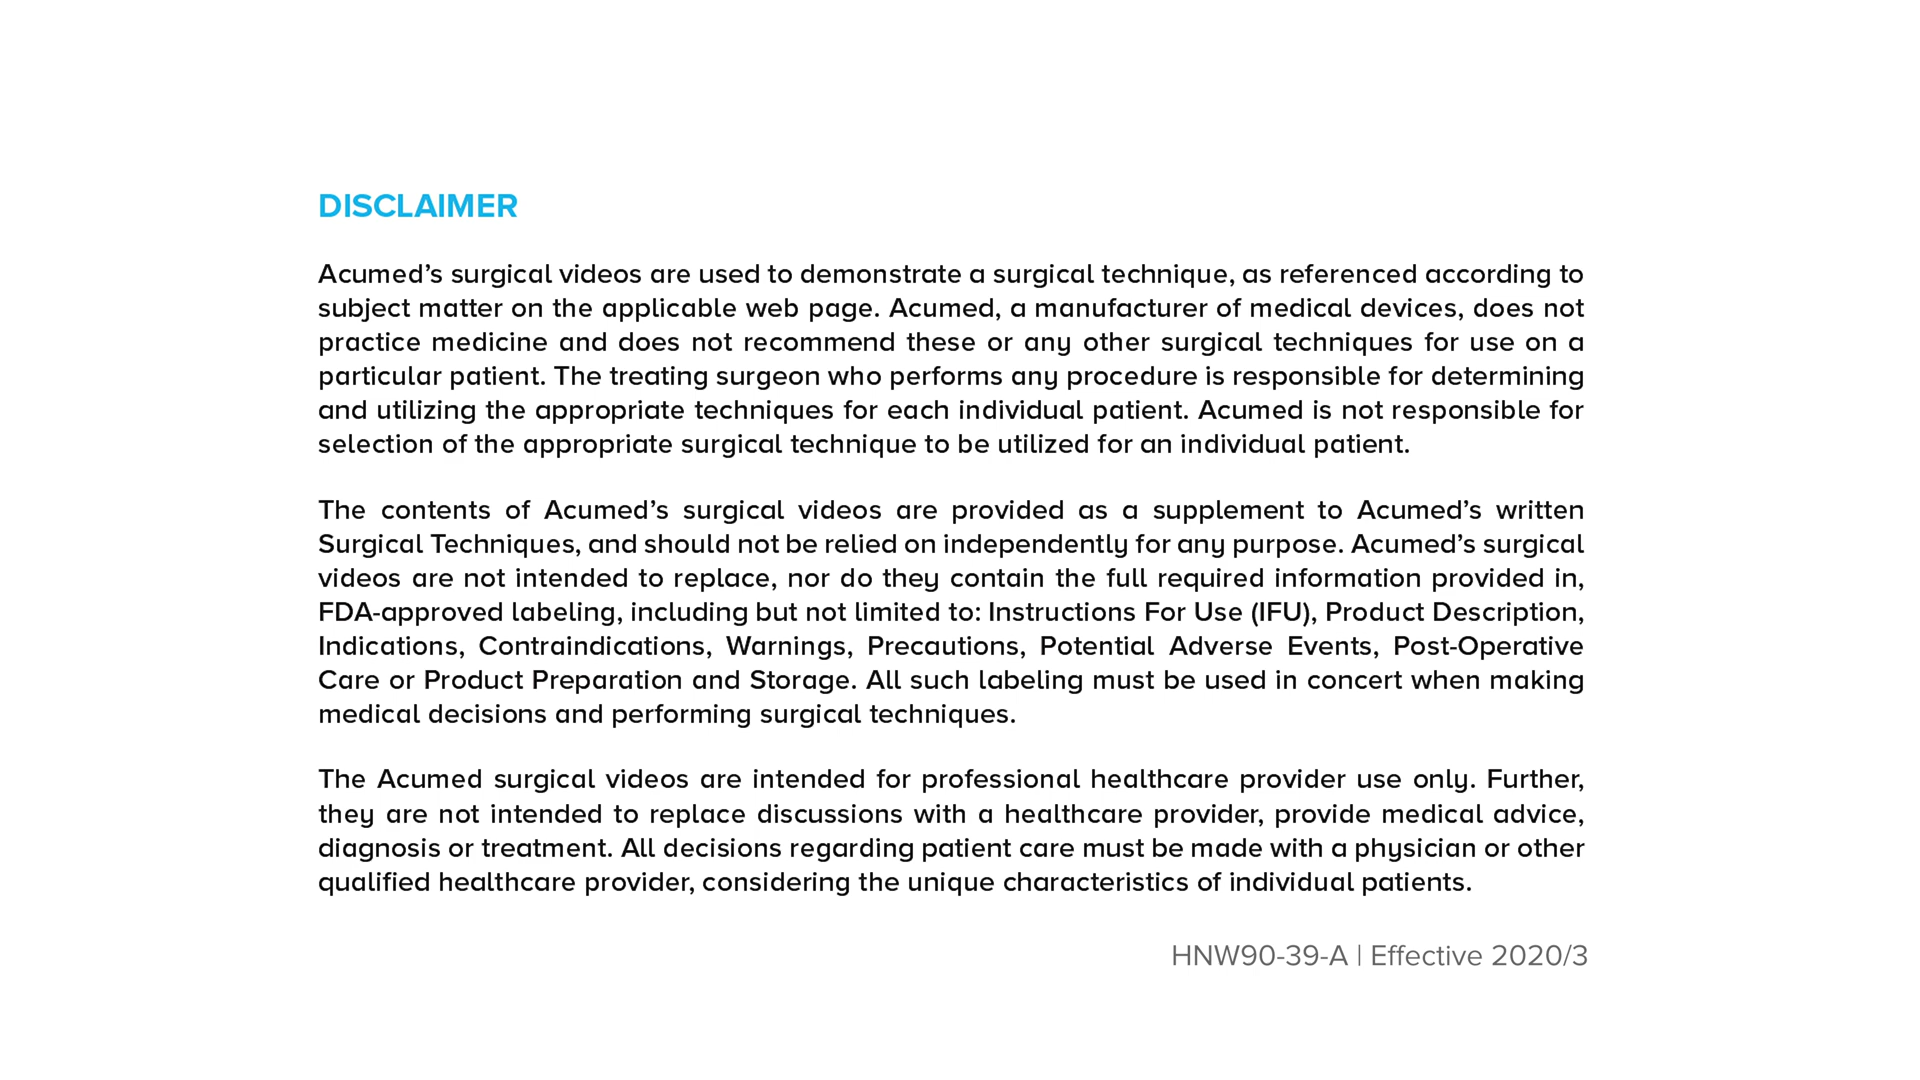 DISCLAIMER
Acumed’s surgical videos are used to demonstrate a surgical technique, as referenced according to
subject matter on the applicable web page. Acumed, a manufacturer of medical devices, does not
practice medicine and does not recommend these or any other surgical techniques for use on a
particular patient. The treating surgeon who performs any procedure is responsible for determining
and utilizing the appropriate techniques for each individual patient. Acumed is not responsible for
selection of the appropriate surgical technique to be utilized for an individual patient.
The contents of Acumed’s surgical videos are provided as a supplement to Acumed’s written
Surgical Techniques, and should not be relied on independently for any purpose. Acumed’s surgical
videos are not intended to replace, nor do they contain the full required information provided in,
FDA-approved labeling, including but not limited to: Instructions For Use (IFU), Product Description,
Indications, Contraindications, Warnings, Precautions, Potential Adverse Events, Post-Operative
Care or Product Preparation and Storage. All such labeling must be used in concert when making
medical decisions and performing surgical techniques.
The Acumed surgical videos are intended for professional healthcare provider use only. Further,
they are not intended to replace discussions with a healthcare provider, provide medical advice,
diagnosis or treatment. All decisions regarding patient care must be made with a physician or other
qualified healthcare provider, considering the unique characteristics of individual patients.
HNW90-39-A | Effective 2020/3